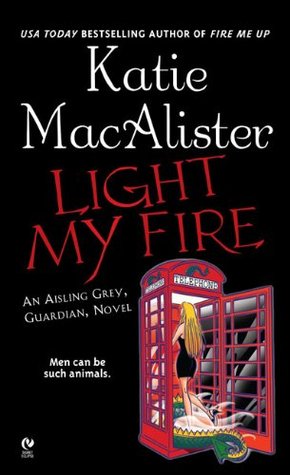 USA TODAY BESTSELLING AUTHOR OF FIRE ME UP
Katie
MacAlister
LIGHT
MY FIRE
AN AISLING GREY,
GUARDIAN, NOVEL
TELEPHONE
Men can be
such animals.